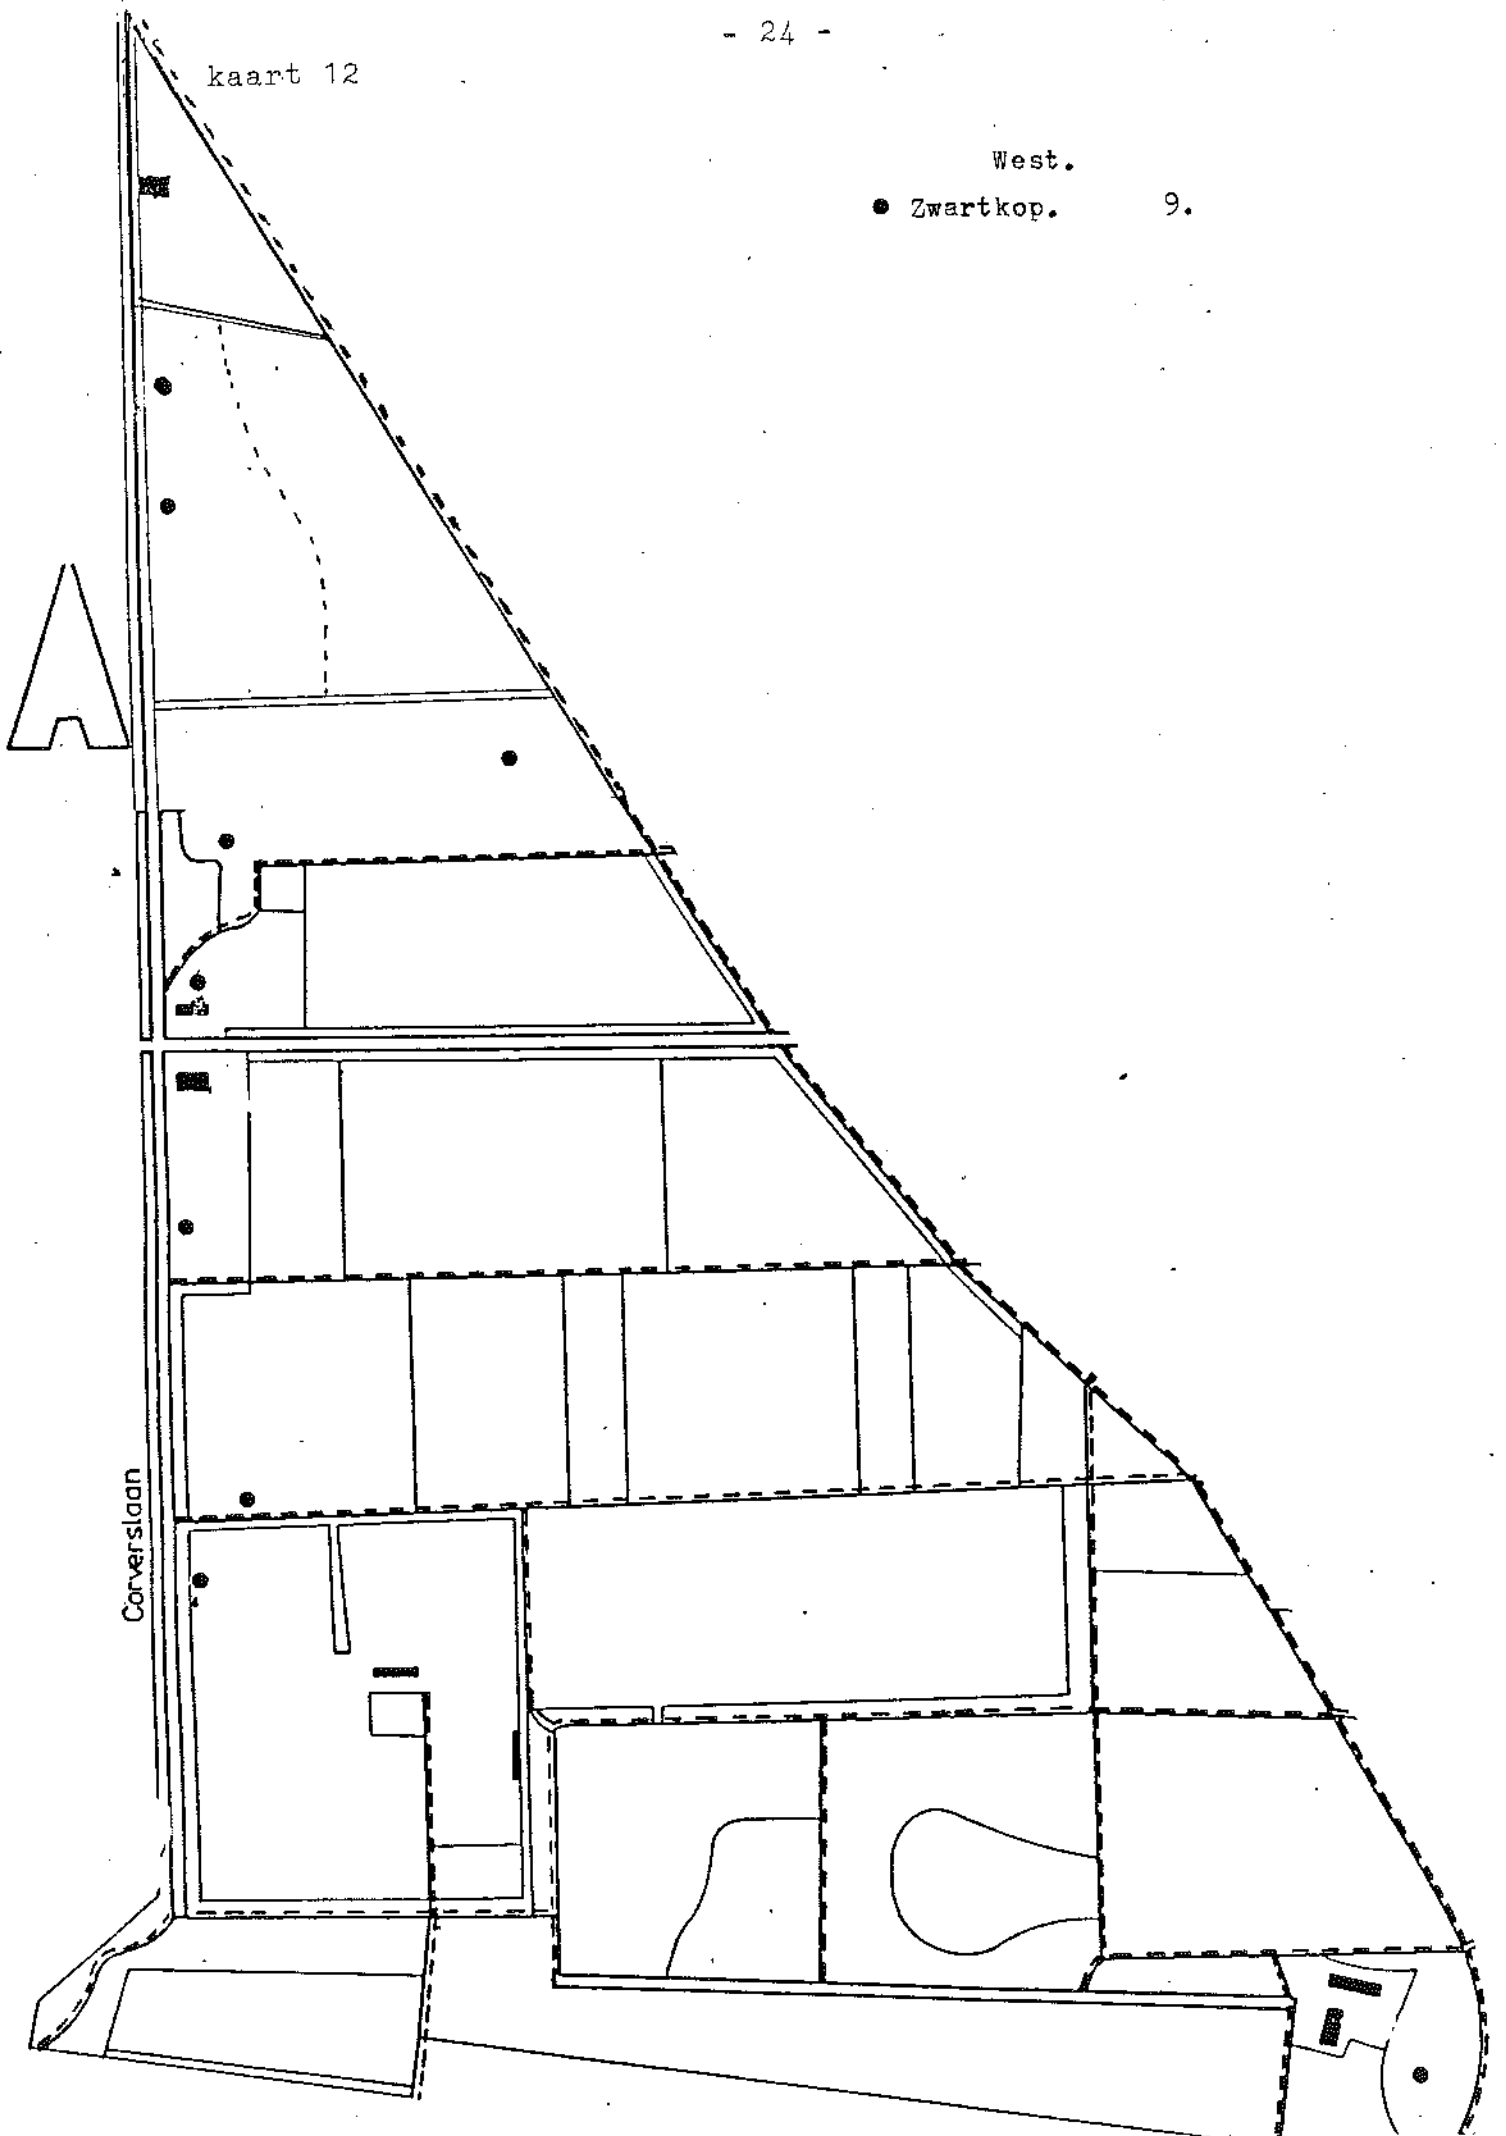 - 24 -
kaart 12
West.
● Zwartkop. 9.
Corverslaan